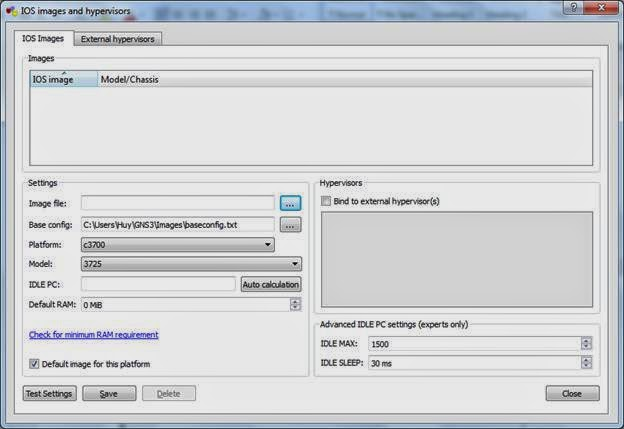 IOS images and hypervisors
IOS Images
External hypervisors
Images
IOS image
Model/Chassis
Settings
Image file:
...
Base config: C:\Users\Huy\GNS3\Images\baseconfig.txt
...
Platform: c3700
Model: 3725
IDLE PC:
Auto calculation
Default RAM: 0 MiB
Check for minimum RAM requirement
Default image for this platform
Hypervisors
Bind to external hypervisor(s)
Advanced IDLE PC settings (experts only)
IDLE MAX: 1500
IDLE SLEEP: 30 ms
Test Settings
Save
Delete
Close